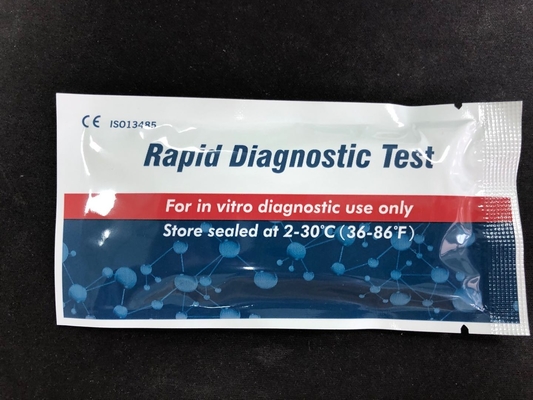 CE ISO13485
Rapid Diagnostic Test
For in vitro diagnostic use only
Store sealed at 2-30℃(36-86℉)